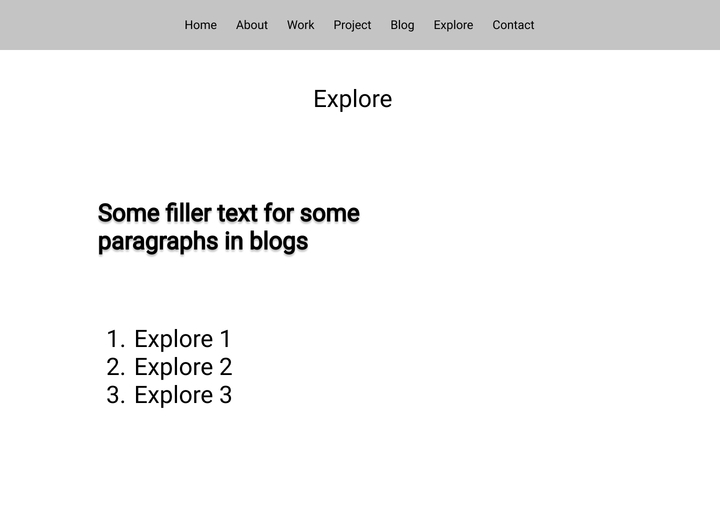 Home About Work Project Blog Explore Contact
Explore
Some filler text for some
paragraphs in blogs
1. Explore 1
2. Explore 2
3. Explore 3